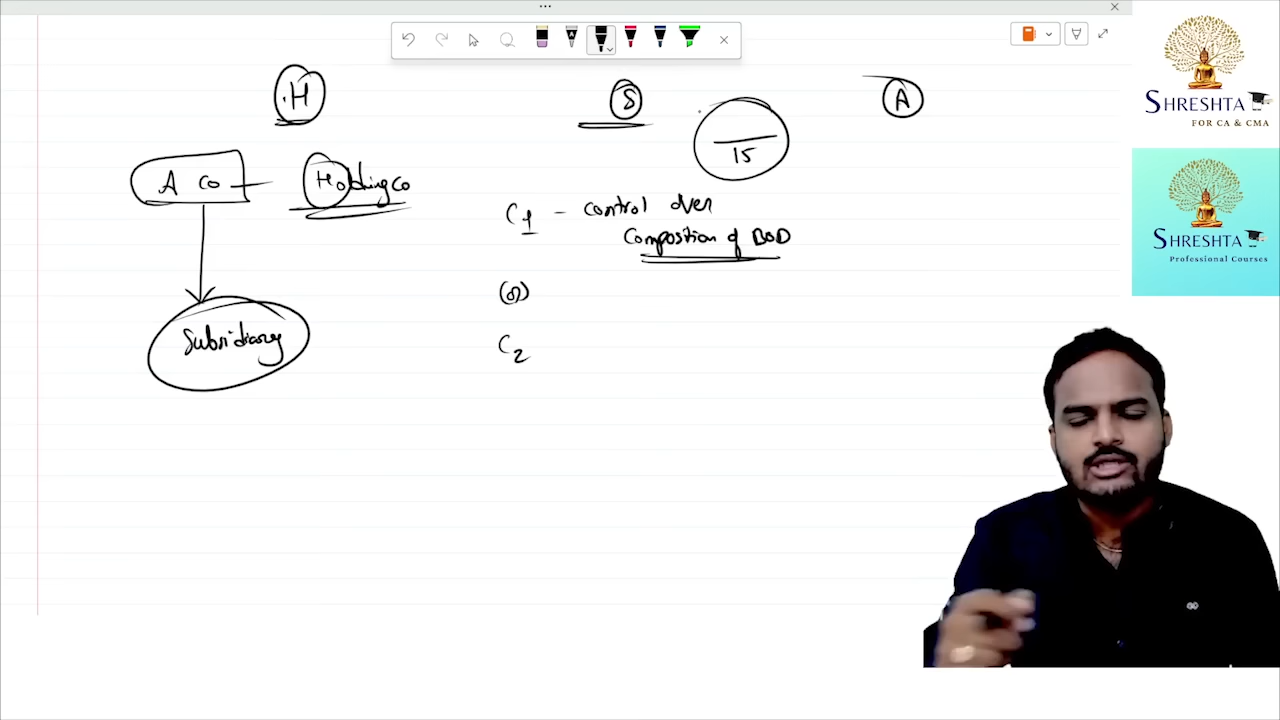 H
S
A
15
A Co
Holding Co
C1 - control over
Composition of BOD
(or)
C2
Subsidiary
SHRESHTA
FOR CA & CMA
SHRESHTA
Professional Courses